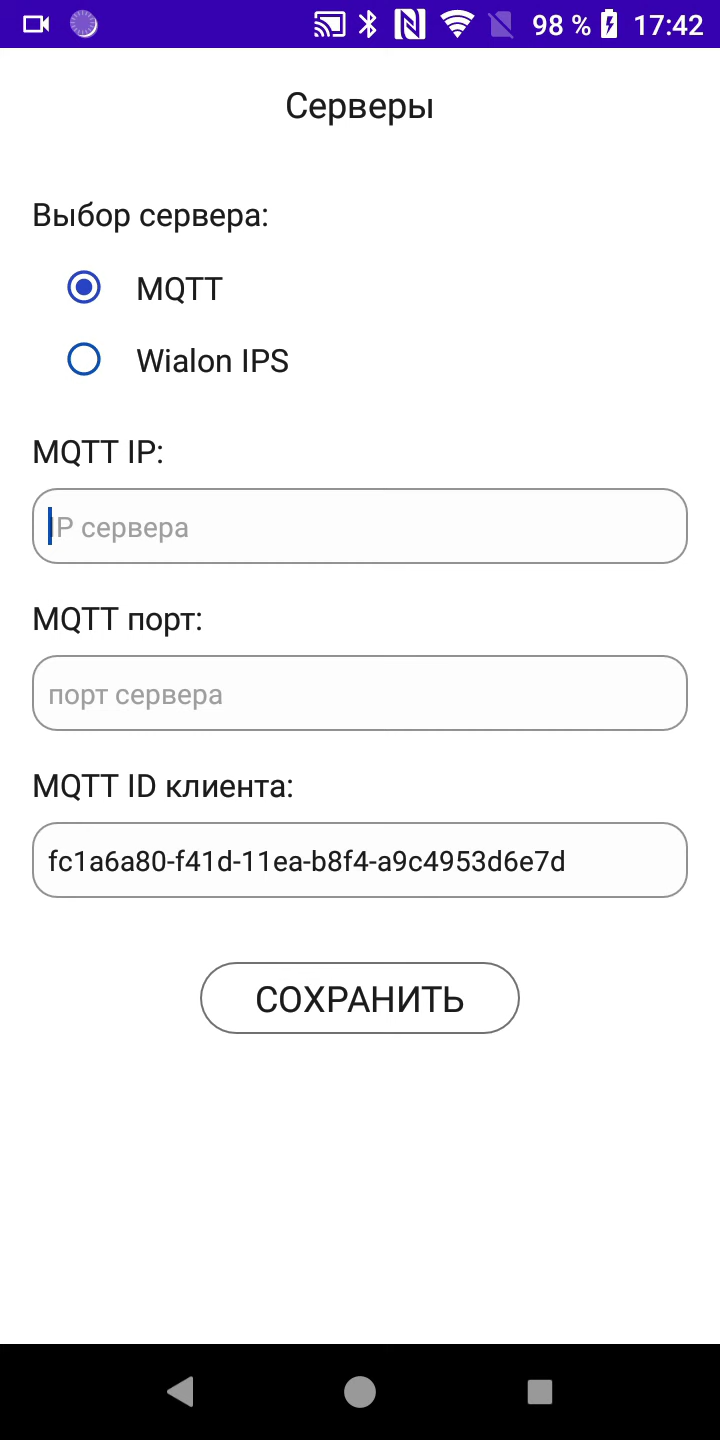 98 % 17:42
Серверы
Выбор сервера:
MQTT
Wialon IPS
MQTT IP:
IP сервера
MQTT порт:
порт сервера
MQTT ID клиента:
fc1a6a80-f41d-11ea-b8f4-a9c4953d6e7d
СОХРАНИТЬ